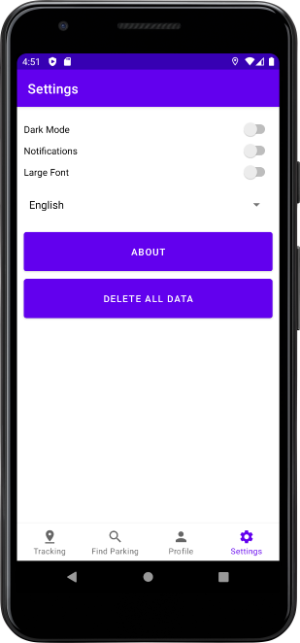 4:51
Settings
Dark Mode
Notifications
Large Font
English
ABOUT
DELETE ALL DATA
Tracking
Find Parking
Profile
Settings